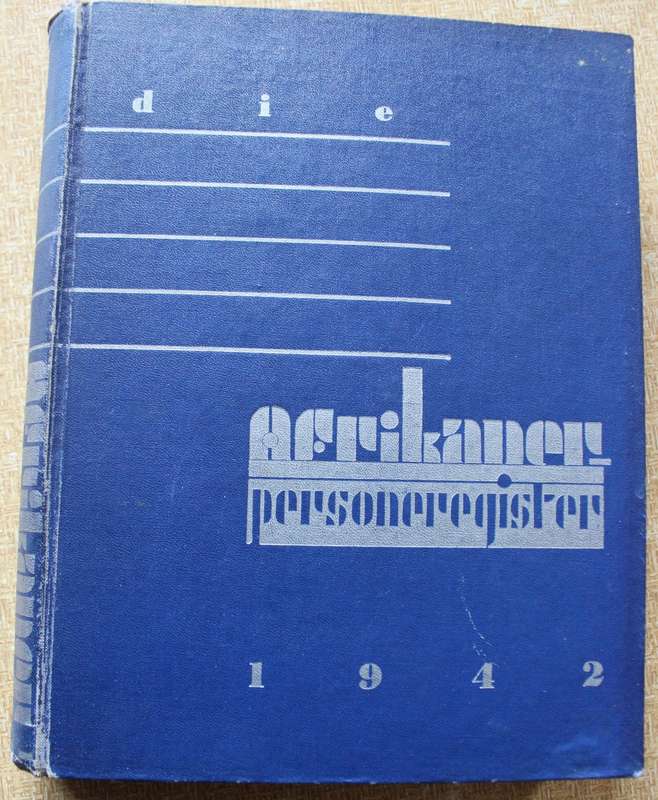 die
Afrikaner-
personeregister
1942